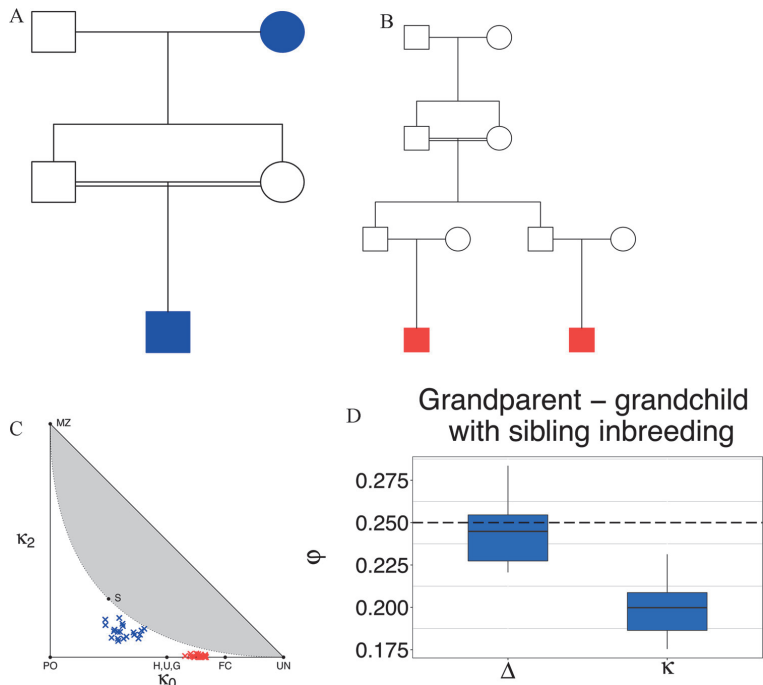 A
B
C
MZ
κ2
S
PO
H,U,G
FC
UN
κ0
D
Grandparent – grandchild
with sibling inbreeding
0.275
0.250
0.225
0.200
0.175
φ
Δ
κ